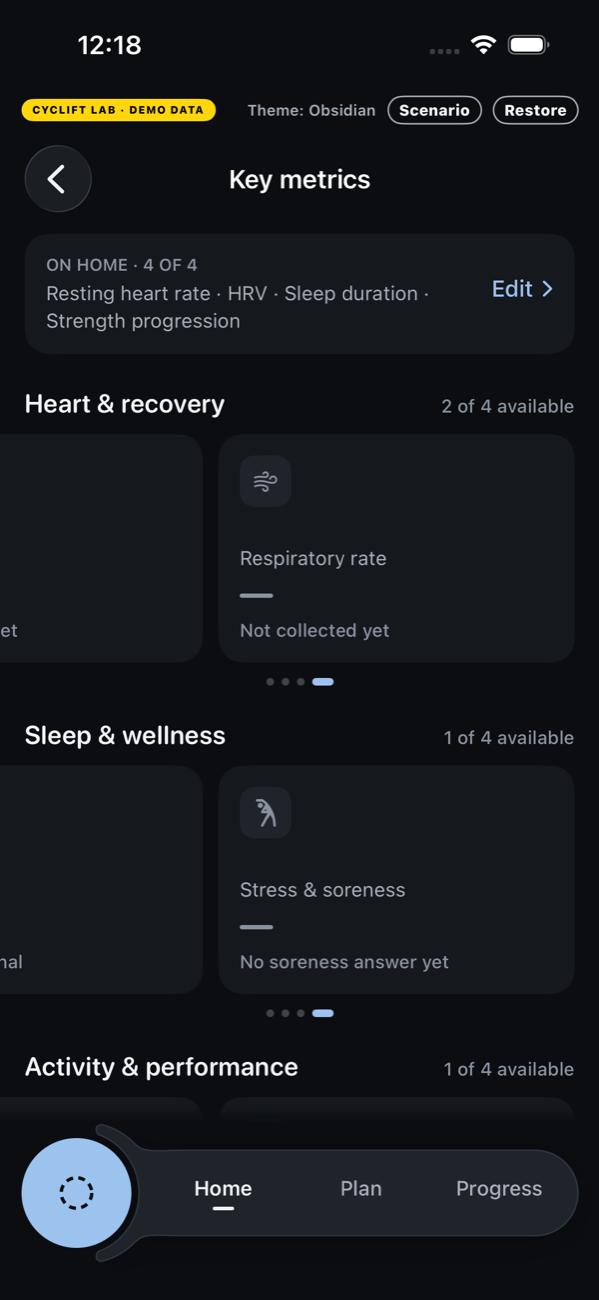 12:18
CYCLIFT LAB · DEMO DATA
Theme: Obsidian
Scenario
Restore
Key metrics
ON HOME · 4 OF 4
Resting heart rate · HRV · Sleep duration ·
Strength progression
Edit
Heart & recovery
2 of 4 available
et
Respiratory rate
Not collected yet
Sleep & wellness
1 of 4 available
nal
Stress & soreness
No soreness answer yet
Activity & performance
1 of 4 available
Home
Plan
Progress